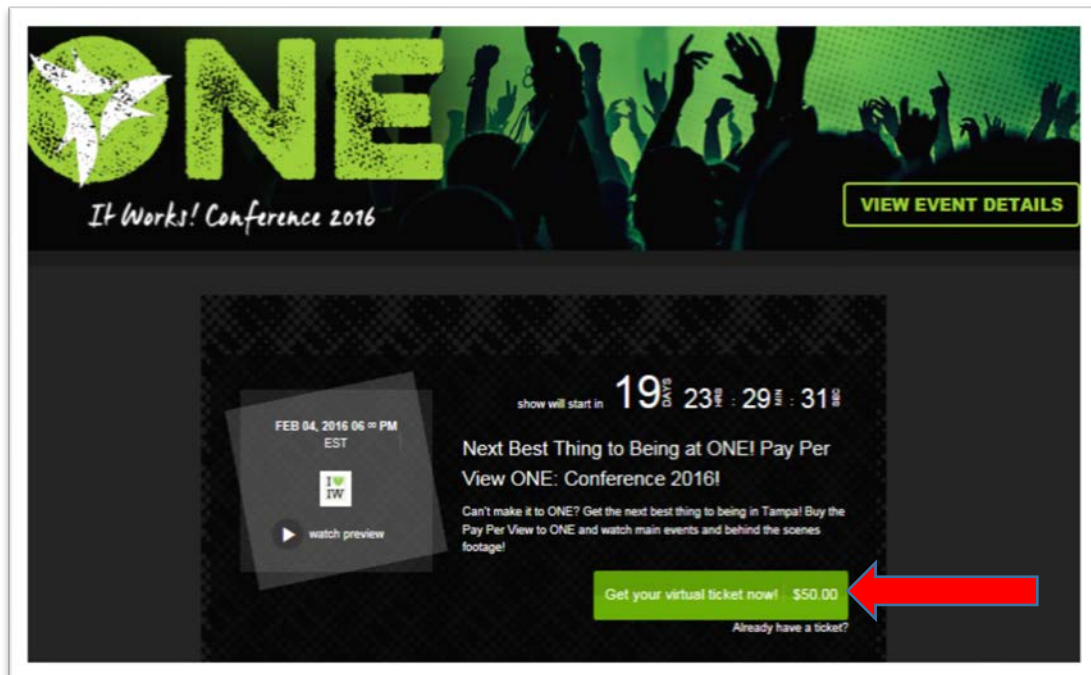 ONE
It Works! Conference 2016
VIEW EVENT DETAILS
show will start in 19 DAYS 23 HRS : 29 MIN : 31 SEC
FEB 04, 2016 06 00 PM
EST
I IW
watch preview
Next Best Thing to Being at ONE! Pay Per
View ONE: Conference 2016!
Can't make it to ONE? Get the next best thing to being in Tampa! Buy the
Pay Per View to ONE and watch main events and behind the scenes
footage!
Get your virtual ticket now! $50.00
Already have a ticket?